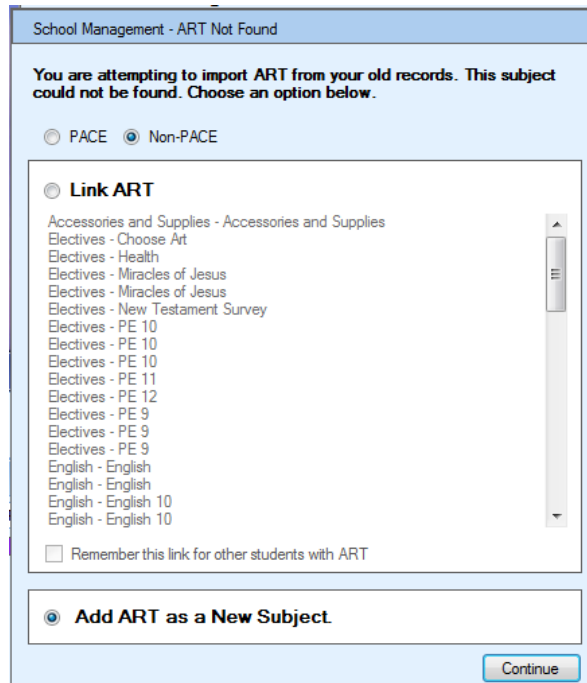 School Management - ART Not Found
You are attempting to import ART from your old records. This subject
could not be found. Choose an option below.
PACE Non-PACE
Link ART
Accessories and Supplies - Accessories and Supplies
Electives - Choose Art
Electives - Health
Electives - Miracles of Jesus
Electives - Miracles of Jesus
Electives - New Testament Survey
Electives - PE 10
Electives - PE 10
Electives - PE 10
Electives - PE 11
Electives - PE 12
Electives - PE 9
Electives - PE 9
Electives - PE 9
English - English
English - English
English - English 10
English - English 10
Remember this link for other students with ART
Add ART as a New Subject.
Continue